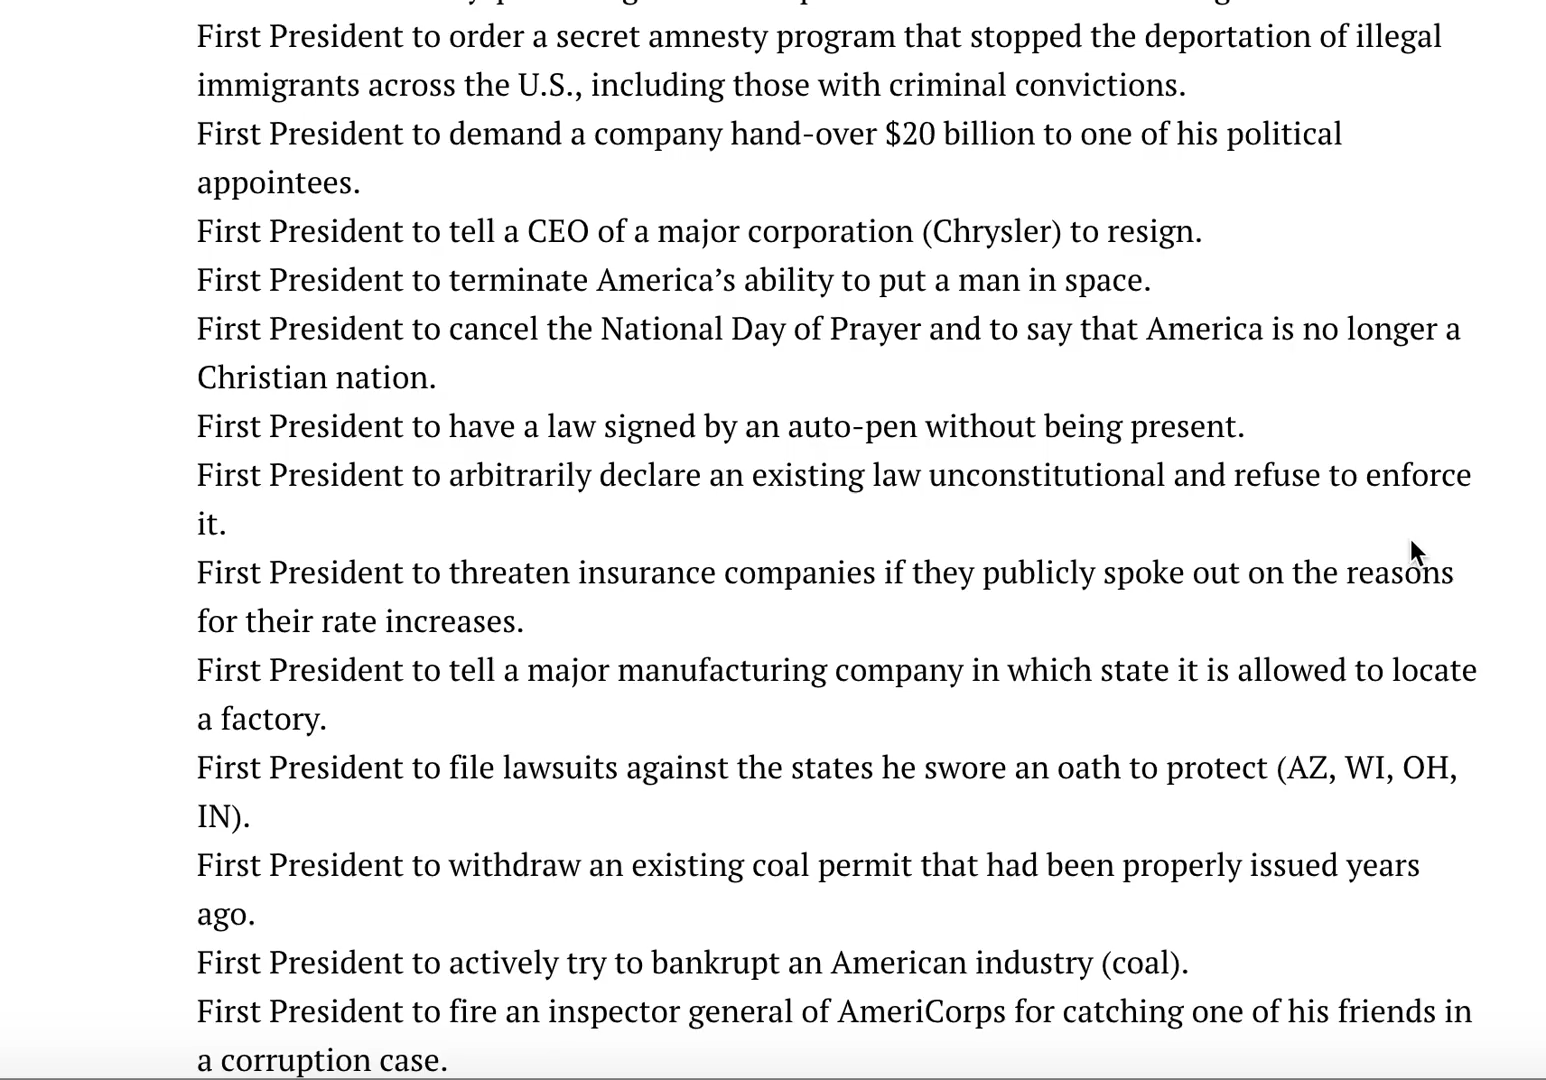 First President to order a secret amnesty program that stopped the deportation of illegal
immigrants across the U.S., including those with criminal convictions.
First President to demand a company hand-over $20 billion to one of his political
appointees.
First President to tell a CEO of a major corporation (Chrysler) to resign.
First President to terminate America’s ability to put a man in space.
First President to cancel the National Day of Prayer and to say that America is no longer a
Christian nation.
First President to have a law signed by an auto-pen without being present.
First President to arbitrarily declare an existing law unconstitutional and refuse to enforce
it.
First President to threaten insurance companies if they publicly spoke out on the reasons
for their rate increases.
First President to tell a major manufacturing company in which state it is allowed to locate
a factory.
First President to file lawsuits against the states he swore an oath to protect (AZ, WI, OH,
IN).
First President to withdraw an existing coal permit that had been properly issued years
ago.
First President to actively try to bankrupt an American industry (coal).
First President to fire an inspector general of AmeriCorps for catching one of his friends in
a corruption case.